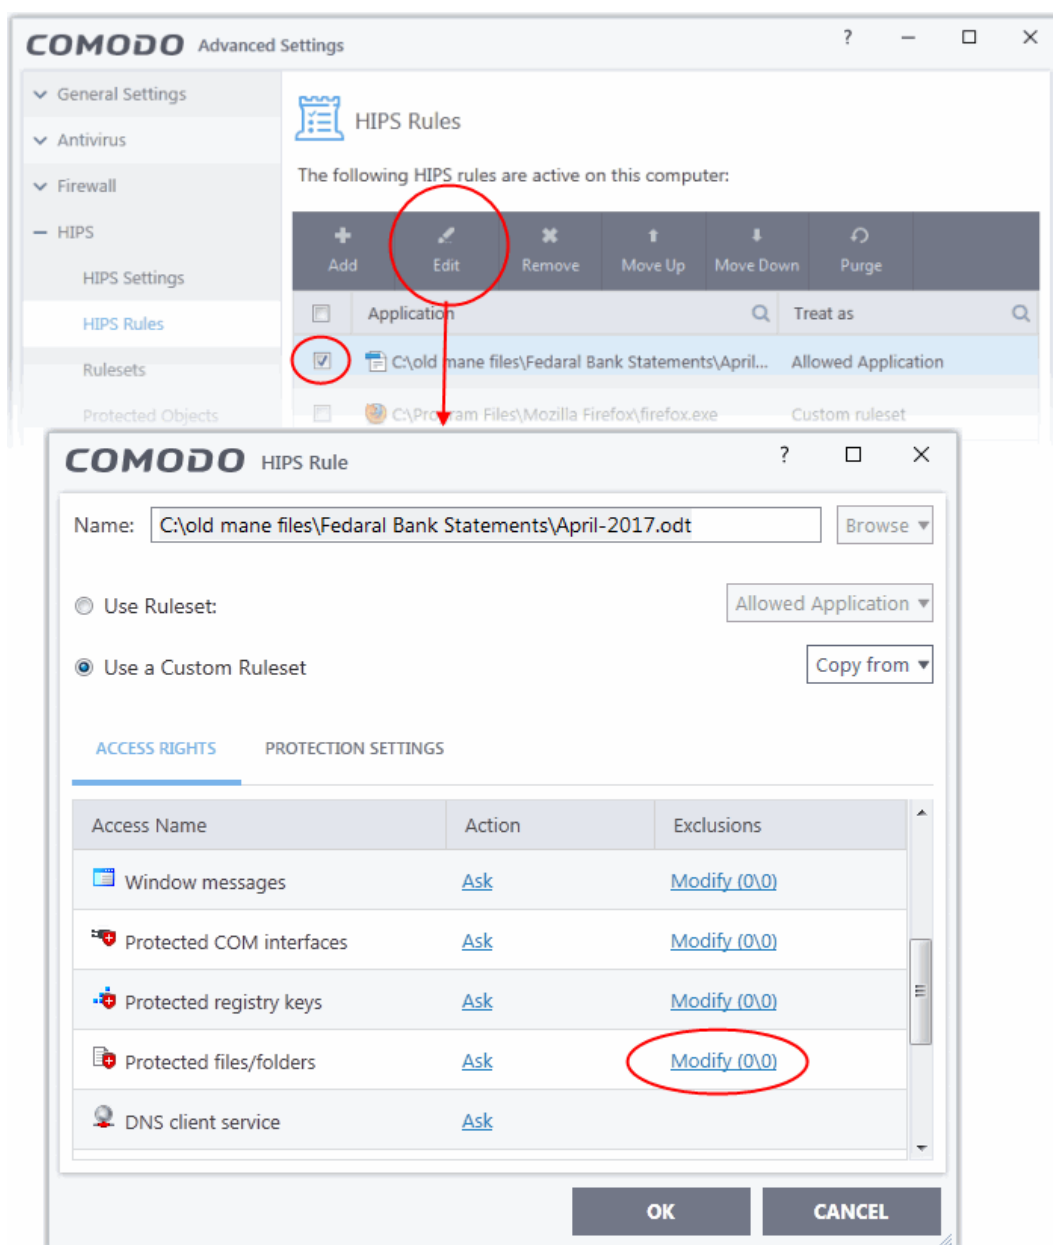 COMODO Advanced Settings ?
General Settings
Antivirus
Firewall
HIPS
HIPS Settings
HIPS Rules
Rulesets
Protected Objects
HIPS Rules
The following HIPS rules are active on this computer:
Add Edit Remove Move Up Move Down Purge
Application Treat as
C:\old mane files\Fedaral Bank Statements\April... Allowed Application
C:\Program Files\Mozilla Firefox\firefox.exe Custom ruleset
COMODO HIPS Rule ?
Name: C:\old mane files\Fedaral Bank Statements\April-2017.odt Browse
Use Ruleset: Allowed Application
Use a Custom Ruleset Copy from
ACCESS RIGHTS PROTECTION SETTINGS
Access Name Action Exclusions
Window messages Ask Modify (0\0)
Protected COM interfaces Ask Modify (0\0)
Protected registry keys Ask Modify (0\0)
Protected files/folders Ask Modify (0\0)
DNS client service Ask
OK CANCEL